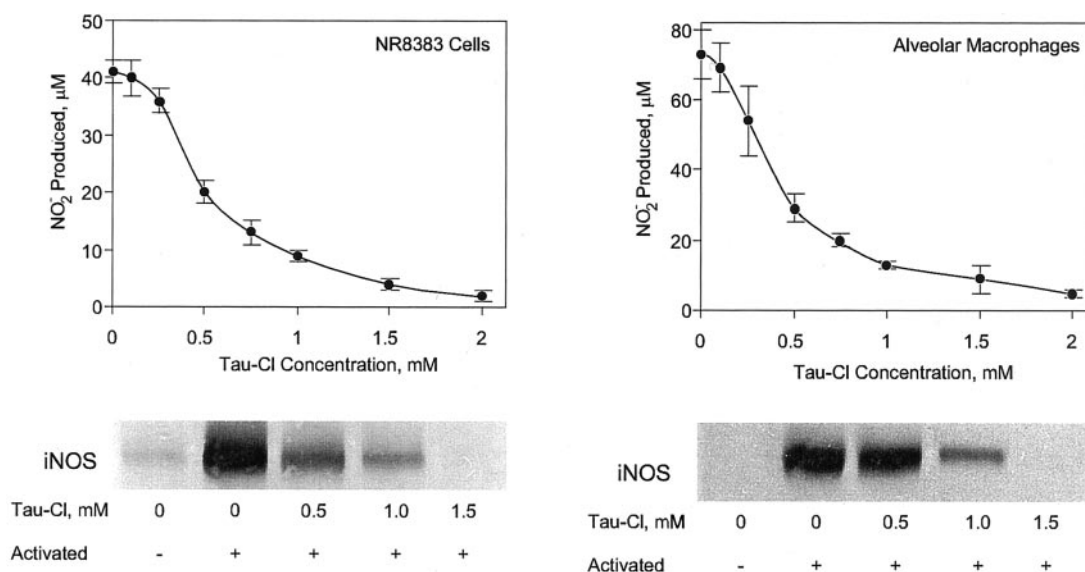 NR8383 Cells
50
40
30
20
10
0
NO₂⁻ Produced, µM
0 0.5 1 1.5 2
Tau-Cl Concentration, mM
iNOS
Tau-Cl, mM 0 0 0.5 1.0 1.5
Activated - + + + +
Alveolar Macrophages
80
60
40
20
0
NO₂⁻ Produced, µM
0 0.5 1 1.5 2
Tau-Cl Concentration, mM
iNOS
Tau-Cl, mM 0 0 0.5 1.0 1.5
Activated - + + + +